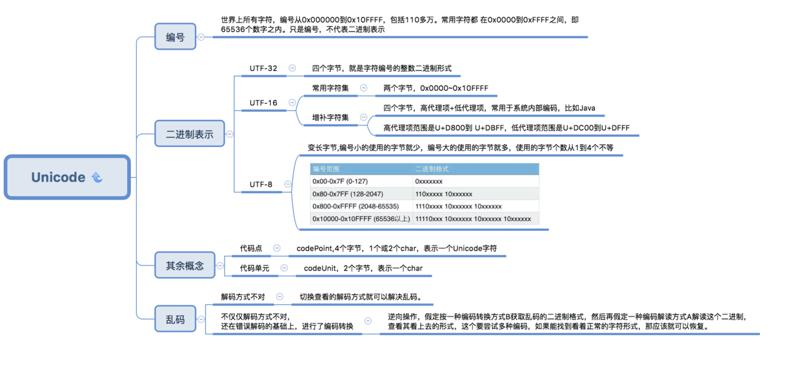 Unicode
编号
世界上所有字符，编号从0x000000到0x10FFFF，包括110多万。常用字符都 在0x0000到0xFFFF之间，即
65536个数字之内。只是编号，不代表二进制表示
二进制表示
UTF-32
四个字节，就是字符编号的整数二进制形式
UTF-16
常用字符集
两个字节，0x0000~0x10FFFF
增补字符集
四个字节，高代理项+低代理项，常用于系统内部编码，比如Java
高代理项范围是U+D800到 U+DBFF，低代理项范围是U+DC00到U+DFFF
UTF-8
变长字节,编号小的使用的字节就少，编号大的使用的字节就多，使用的字节个数从1到4个不等
编号范围 二进制格式
0x00-0x7F (0-127) 0xxxxxxx
0x80-0x7FF (128-2047) 110xxxxx 10xxxxxx
0x800-0xFFFF (2048-65535) 1110xxxx 10xxxxxx 10xxxxxx
0x10000-0x10FFFF (65536以上) 11110xxx 10xxxxxx 10xxxxxx 10xxxxxx
其余概念
代码点
codePoint,4个字节，1个或2个char，表示一个Unicode字符
代码单元
codeUnit，2个字节，表示一个char
乱码
解码方式不对
切换查看的解码方式就可以解决乱码。
不仅仅解码方式不对，
还在错误解码的基础上，进行了编码转换
逆向操作，假定按一种编码转换方式B获取乱码的二进制格式，然后再假定一种编码解读方式A解读这个二进制，
查看其看上去的形式，这个要尝试多种编码，如果能找到看着正常的字符形式，那应该就可以恢复。